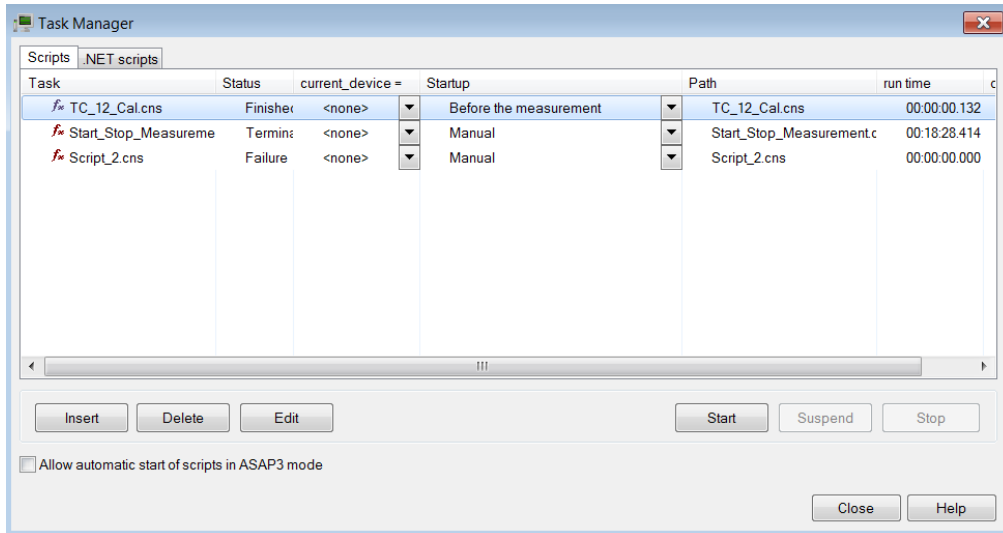 Task Manager
Scripts .NET scripts
Task Status current_device = Startup Path run time c
TC_12_Cal.cns Finished <none> Before the measurement TC_12_Cal.cns 00:00:00.132
Start_Stop_Measureme Termina <none> Manual Start_Stop_Measurement.c 00:18:28.414
Script_2.cns Failure <none> Manual Script_2.cns 00:00:00.000
Insert Delete Edit Start Suspend Stop
Allow automatic start of scripts in ASAP3 mode
Close Help